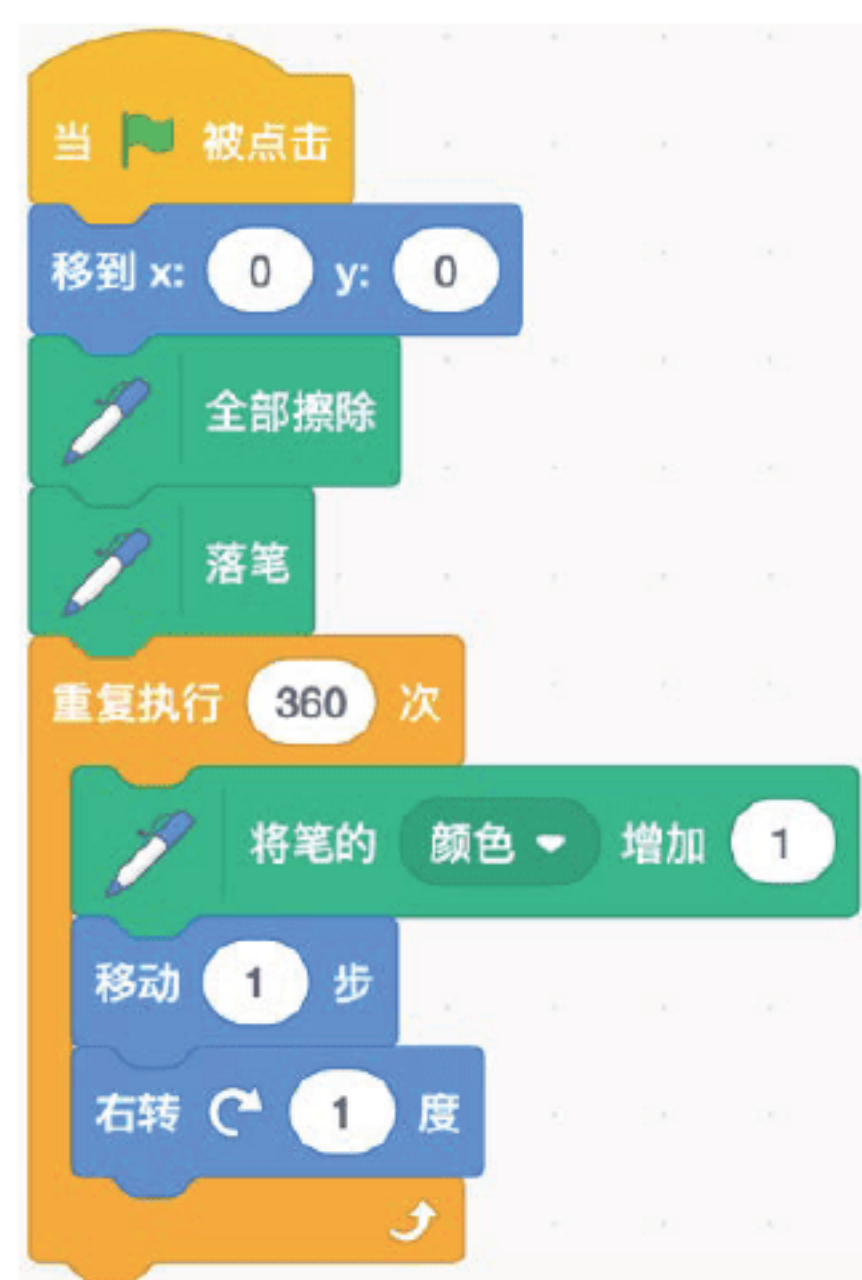 当 被点击
移到 x: 0 y: 0
全部擦除
落笔
重复执行 360 次
将笔的 颜色 增加 1
移动 1 步
右转 1 度